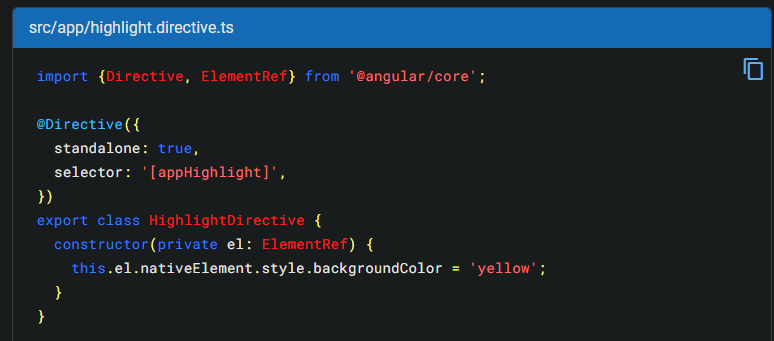 src/app/highlight.directive.ts
import {Directive, ElementRef} from '@angular/core';
@Directive({
  standalone: true,
  selector: '[appHighlight]',
})
export class HighlightDirective {
  constructor(private el: ElementRef) {
    this.el.nativeElement.style.backgroundColor = 'yellow';
  }
}